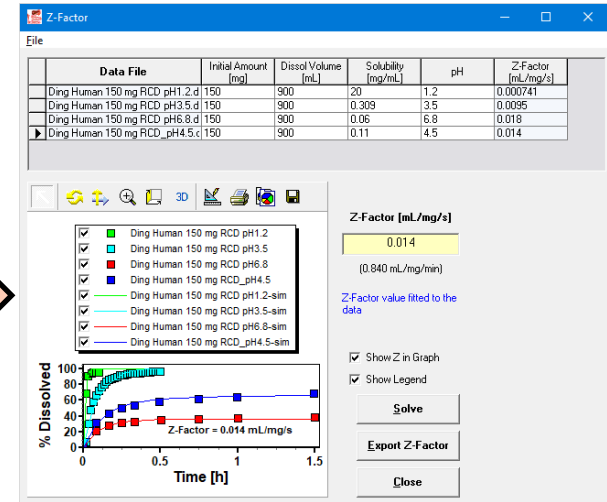 Z-Factor
File
Data File Initial Amount [mg] Dissol Volume [mL] Solubility [mg/mL] pH Z-Factor [mL/mg/s]
Ding Human 150 mg RCD pH1.2.d 150 900 20 1.2 0.000741
Ding Human 150 mg RCD pH3.5.d 150 900 0.309 3.5 0.0095
Ding Human 150 mg RCD pH6.8.d 150 900 0.06 6.8 0.018
Ding Human 150 mg RCD_pH4.5.c 150 900 0.11 4.5 0.014
3D
Z-Factor [mL/mg/s]
0.014
(0.840 mL/mg/min)
Z-Factor value fitted to the
data
Ding Human 150 mg RCD pH1.2
Ding Human 150 mg RCD pH3.5
Ding Human 150 mg RCD pH6.8
Ding Human 150 mg RCD_pH4.5
Ding Human 150 mg RCD pH1.2-sim
Ding Human 150 mg RCD pH3.5-sim
Ding Human 150 mg RCD pH6.8-sim
Ding Human 150 mg RCD_pH4.5-sim
Show Z in Graph
Show Legend
Solve
Export Z-Factor
Close
% Dissolved
100
80
60
40
20
0
Z-Factor = 0.014 mL/mg/s
0 0.5 1 1.5
Time [h]